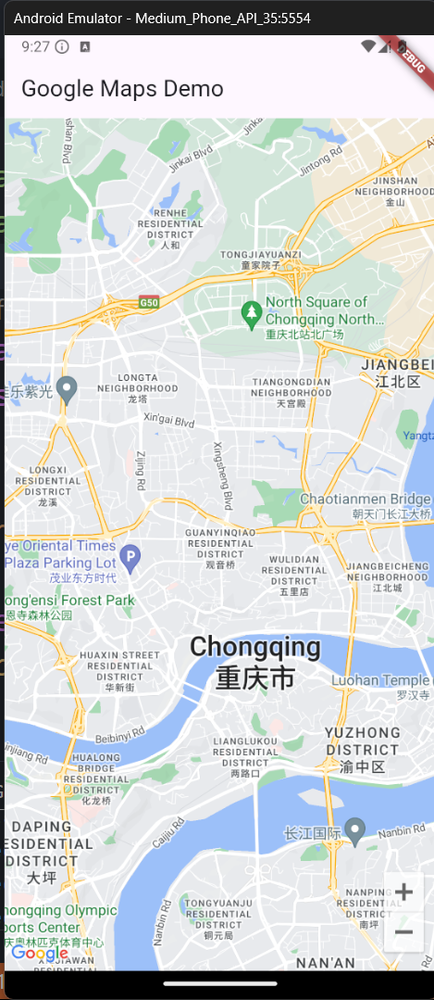 Android Emulator - Medium_Phone_API_35:5554
9:27
A
DEBUG
Google Maps Demo
Jinkai Blvd
Jintong Rd
JINSHAN
NEIGHBORHOOD
金山
RENHE
RESIDENTIAL
DISTRICT
人和
TONGJIAYUANZI
童家院子
G50
North Square of
Chongqing North...
重庆北站北广场
JIANGBEI
江北区
LONGTA
NEIGHBORHOOD
龙塔
TIANGONGDIAN
NEIGHBORHOOD
天宫殿
乐紫光
Xin'gai Blvd
Yangtz
Zijing Rd
Xingsheng Blvd
LONGXI
RESIDENTIAL
DISTRICT
龙溪
Chaotianmen Bridge
朝天门长江大桥
GUANYINQIAO
RESIDENTIAL
DISTRICT
观音桥
ye Oriental Times
Plaza Parking Lot
茂业东方时代
P
WULIDIAN
RESIDENTIAL
DISTRICT
五里店
JIANGBEICHENG
NEIGHBORHOOD
江北城
ong'ensi Forest Park
恩寺森林公园
Chongqing
重庆市
HUAXIN STREET
RESIDENTIAL
DISTRICT
华新街
Luohan Temple
罗汉寺
Beibinyi Rd
YUZHONG
DISTRICT
渝中区
LIANGLUKOU
RESIDENTIAL
DISTRICT
两路口
injiang Rd
HUALONG
BRIDGE
RESIDENTIAL
DISTRICT
化龙桥
Caijiu Rd
长江国际
Nanbin Rd
DAPING
RESIDENTIAL
DISTRICT
大坪
NANPING
RESIDENTIAL
南坪
TONGYUANJU
RESIDENTIAL
DISTRICT
铜元局
Nanbin Rd
hongqing Olympic
ports Center
庆奥林匹克体育中心
Google
XIEJIAWAN
NAN'AN
+
−